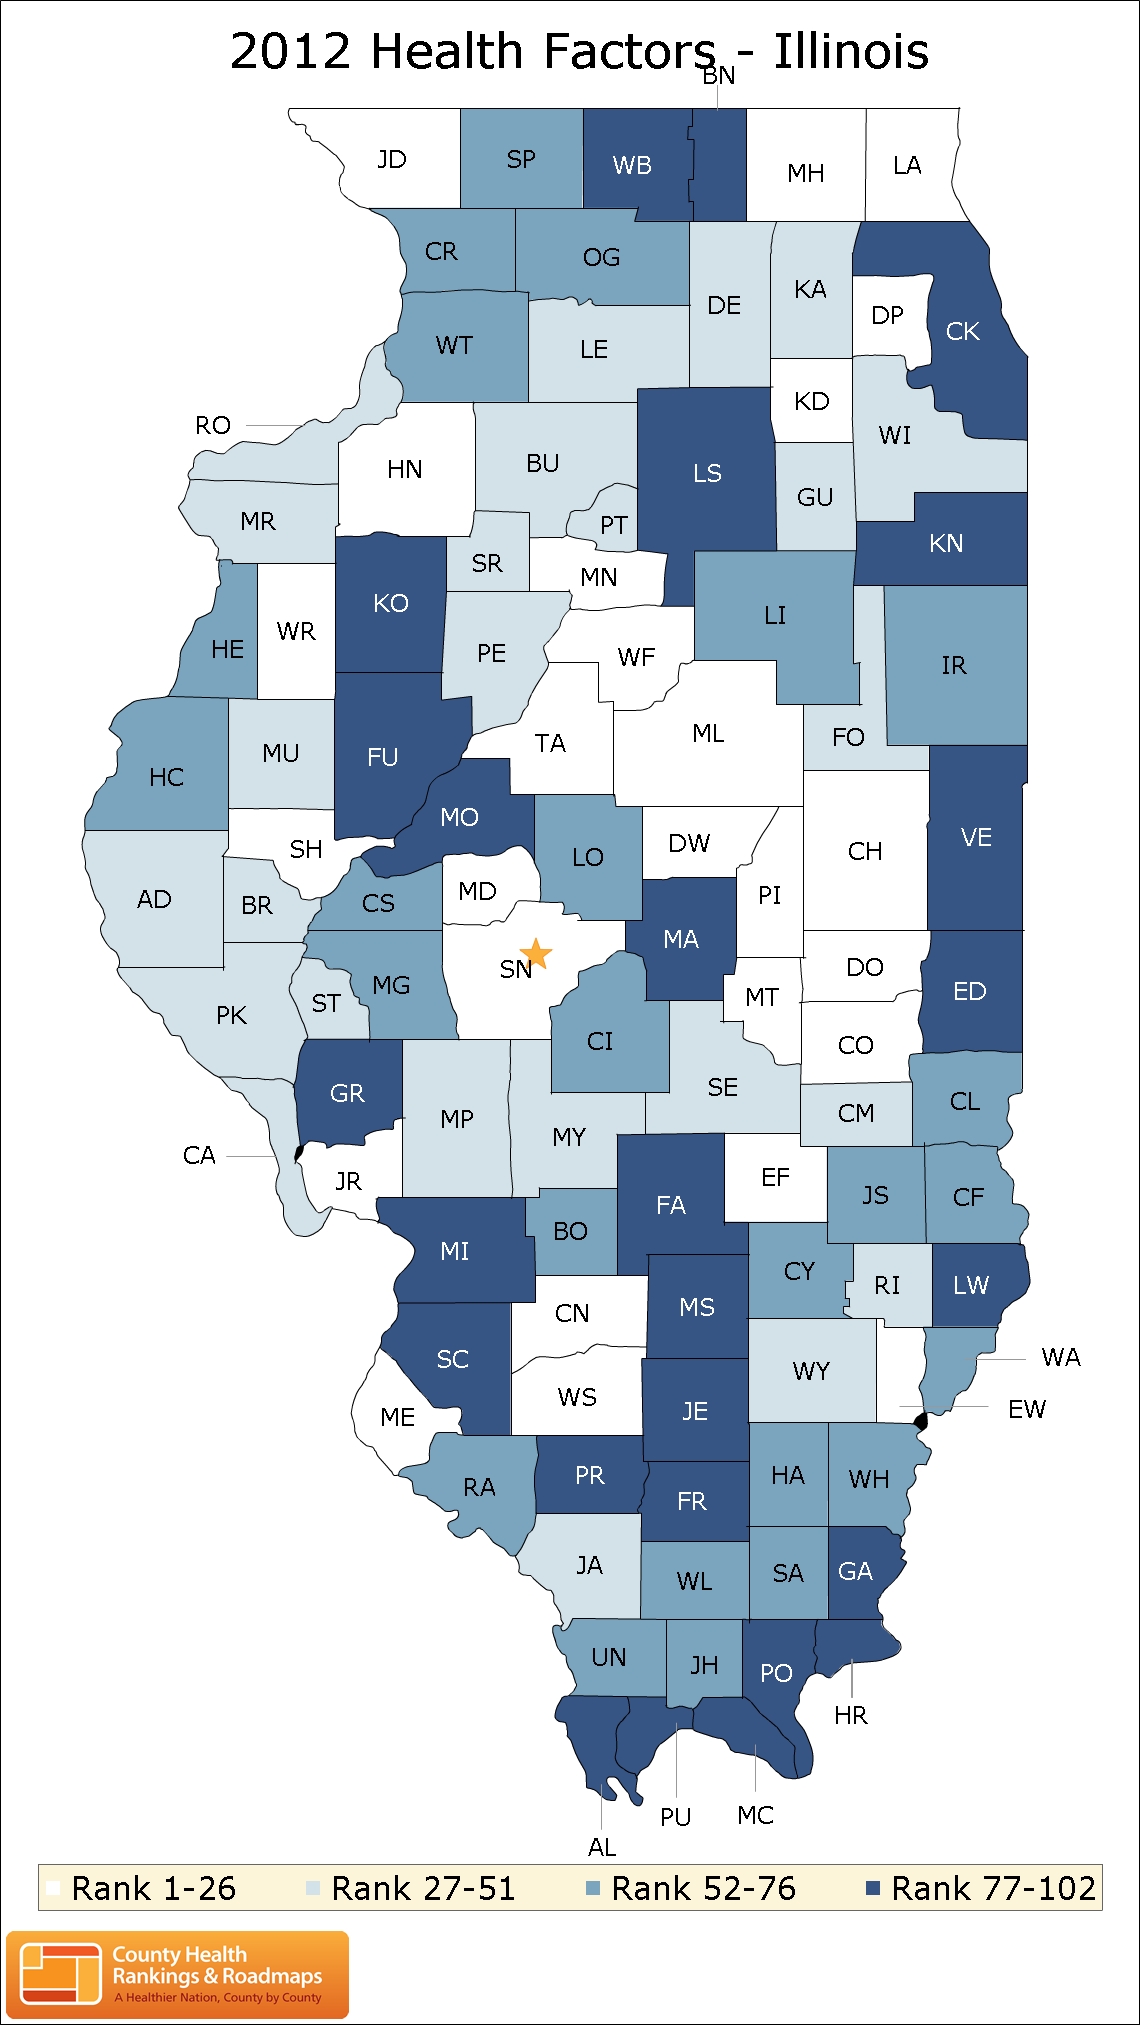 2012 Health Factors - Illinois
BN
JD
SP
WB
MH
LA
CR
OG
DE
KA
DP
CK
WT
LE
KD
RO
HN
BU
LS
WI
GU
MR
PT
KN
SR
MN
KO
LI
HE
WR
PE
WF
IR
TA
ML
FO
HC
MU
FU
MO
SH
LO
DW
CH
VE
AD
BR
CS
MD
PI
MA
SN
DO
ED
PK
ST
MG
MT
CI
CO
GR
MP
SE
CM
CL
CA
MY
JR
EF
JS
CF
FA
MI
BO
CY
RI
LW
CN
MS
SC
WS
WY
WA
ME
JE
EW
RA
PR
FR
HA
WH
JA
WL
SA
GA
UN
JH
PO
HR
PU
MC
AL
Rank 1-26 Rank 27-51 Rank 52-76 Rank 77-102
County Health
Rankings & Roadmaps
A Healthier Nation, County by County